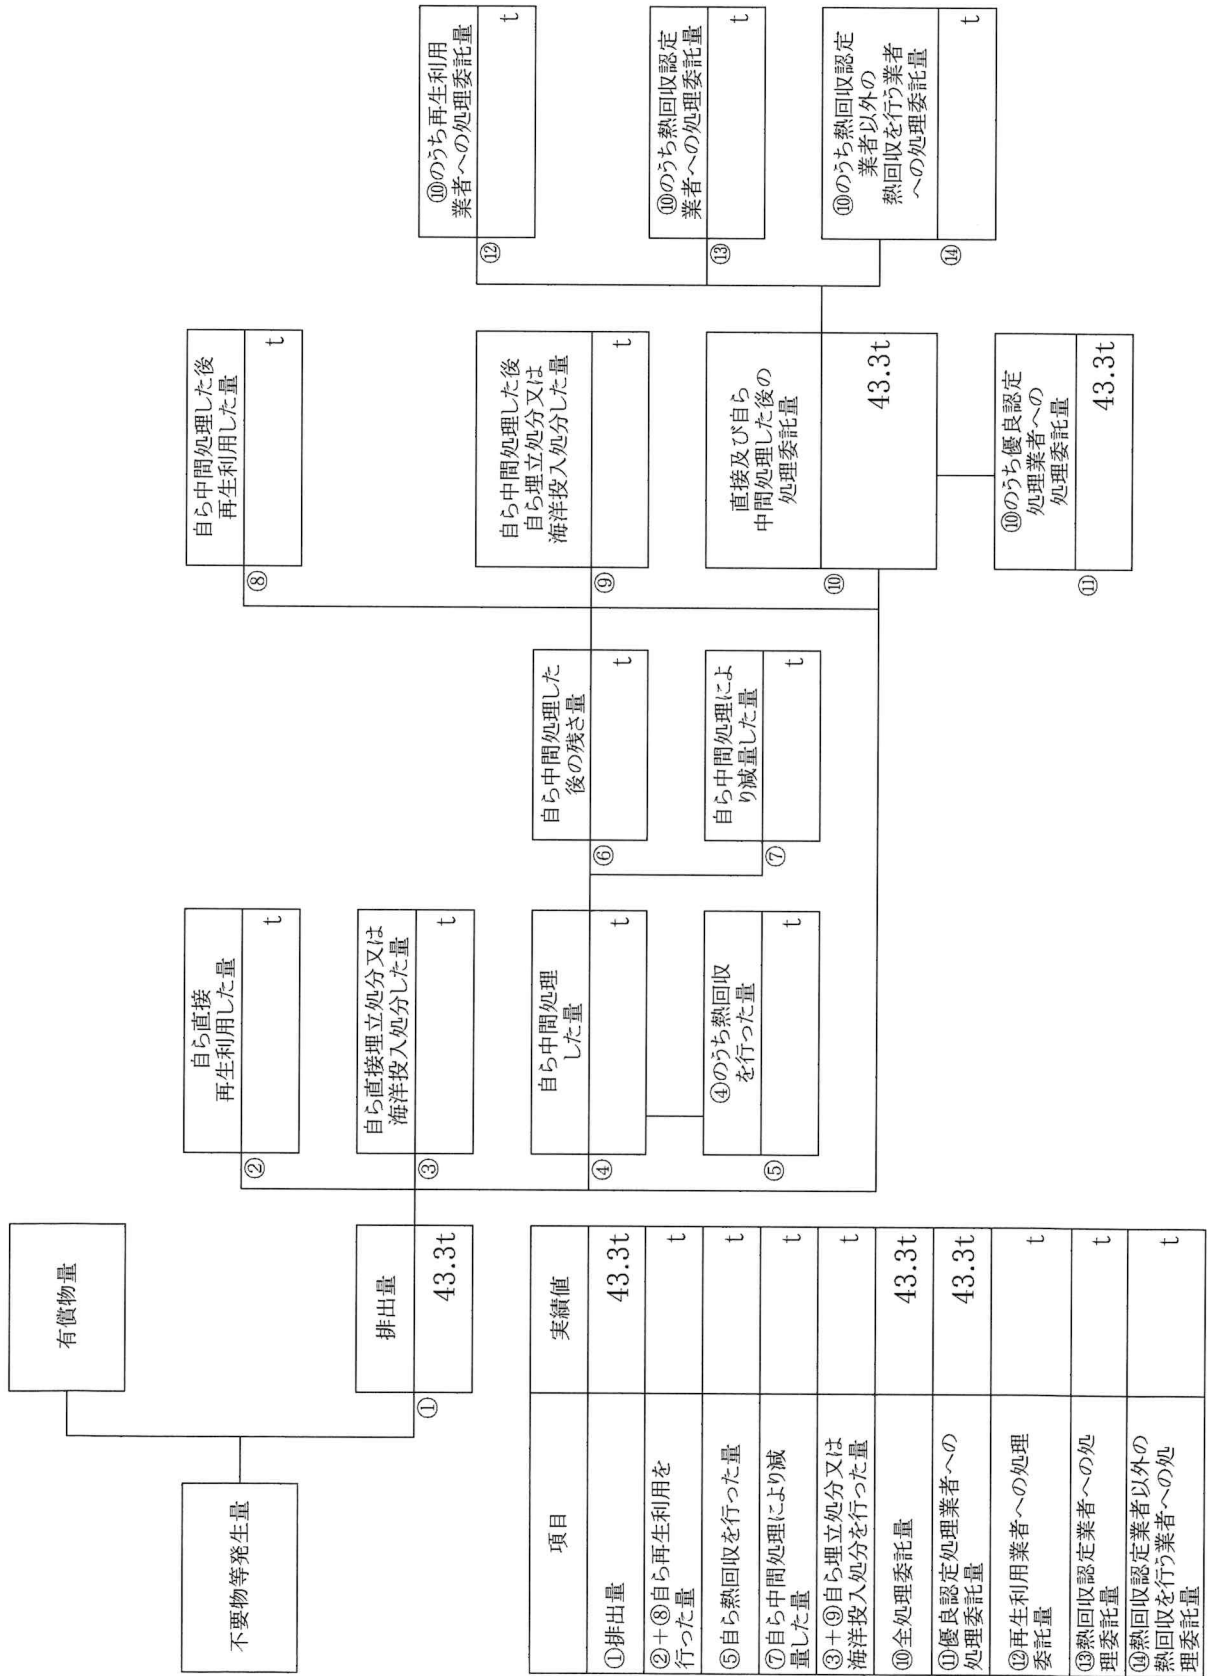 不要物等発生量
有償物量
①
排出量
43.3t
②
自ら直接
再生利用した量
t
③
自ら直接埋立処分又は
海洋投入処分した量
t
④
自ら中間処理
した量
t
⑤
④のうち熱回収
を行った量
t
⑥
自ら中間処理した
後の残さ量
t
⑦
自ら中間処理によ
り減量した量
t
⑧
自ら中間処理した後
再生利用した量
t
⑨
自ら中間処理した後
自ら埋立処分又は
海洋投入処分した量
t
⑩
直接及び自ら
中間処理した後の
処理委託量
43.3t
⑪
⑩のうち優良認定
処理業者への
処理委託量
43.3t
⑫
⑩のうち再生利用
業者への処理委託量
t
⑬
⑩のうち熱回収認定
業者への処理委託量
t
⑭
⑩のうち熱回収認定
業者以外の
熱回収を行う業者
への処理委託量
t
項目 実績値
①排出量 43.3t
②+⑧自ら再生利用を
行った量 t
⑤自ら熱回収を行った量 t
⑦自ら中間処理により減
量した量 t
③+⑨自ら埋立処分又は
海洋投入処分を行った量 t
⑩全処理委託量 43.3t
⑪優良認定処理業者への
処理委託量 43.3t
⑫再生利用業者への処理
委託量 t
⑬熱回収認定業者への処
理委託量 t
⑭熱回収認定業者以外の
熱回収を行う業者への処
理委託量 t